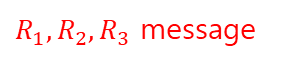 R₁, R₂, R₃ message